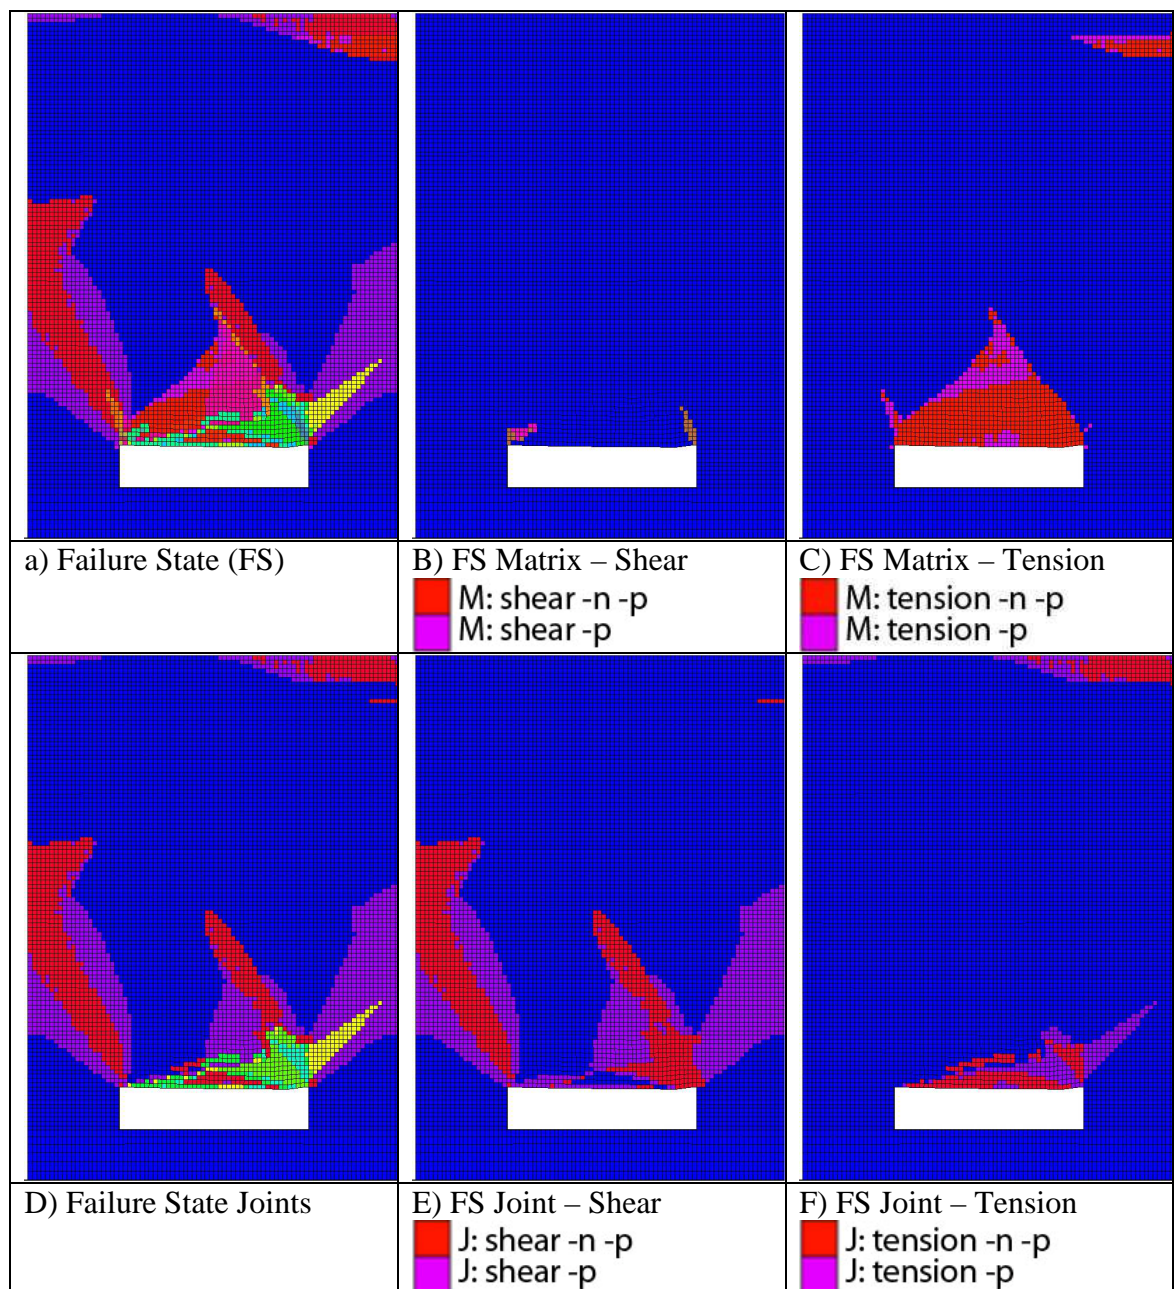 a) Failure State (FS)
B) FS Matrix – Shear
M: shear -n -p
M: shear -p
C) FS Matrix – Tension
M: tension -n -p
M: tension -p
D) Failure State Joints
E) FS Joint – Shear
J: shear -n -p
J: shear -p
F) FS Joint – Tension
J: tension -n -p
J: tension -p